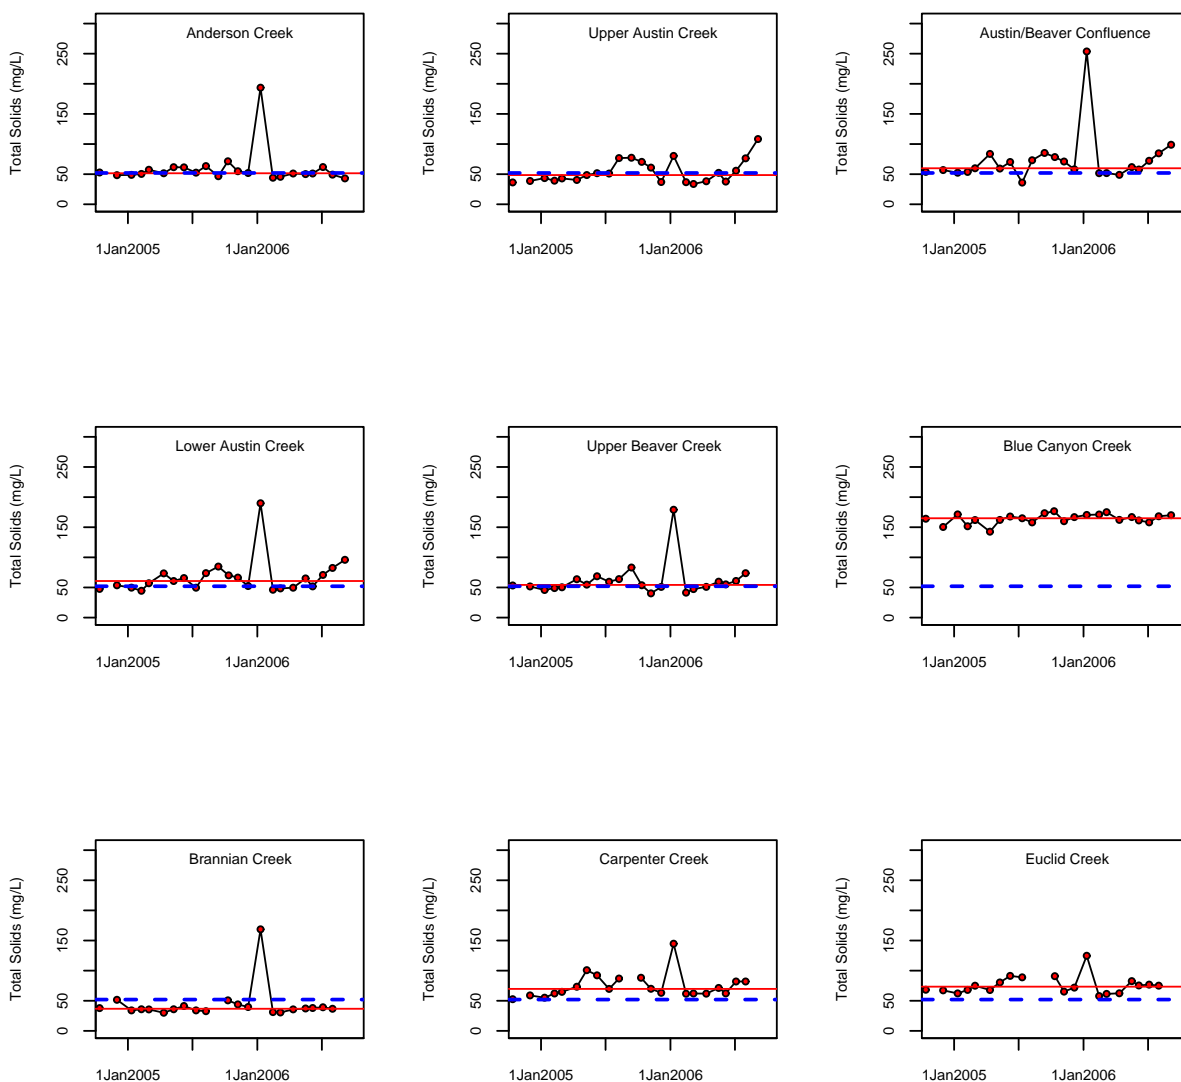 Anderson Creek
Total Solids (mg/L)
250
150
50
0
1Jan2005 1Jan2006
Upper Austin Creek
Total Solids (mg/L)
250
150
50
0
1Jan2005 1Jan2006
Austin/Beaver Confluence
Total Solids (mg/L)
250
150
50
0
1Jan2005 1Jan2006
Lower Austin Creek
Total Solids (mg/L)
250
150
50
0
1Jan2005 1Jan2006
Upper Beaver Creek
Total Solids (mg/L)
250
150
50
0
1Jan2005 1Jan2006
Blue Canyon Creek
Total Solids (mg/L)
250
150
50
0
1Jan2005 1Jan2006
Brannian Creek
Total Solids (mg/L)
250
150
50
0
1Jan2005 1Jan2006
Carpenter Creek
Total Solids (mg/L)
250
150
50
0
1Jan2005 1Jan2006
Euclid Creek
Total Solids (mg/L)
250
150
50
0
1Jan2005 1Jan2006